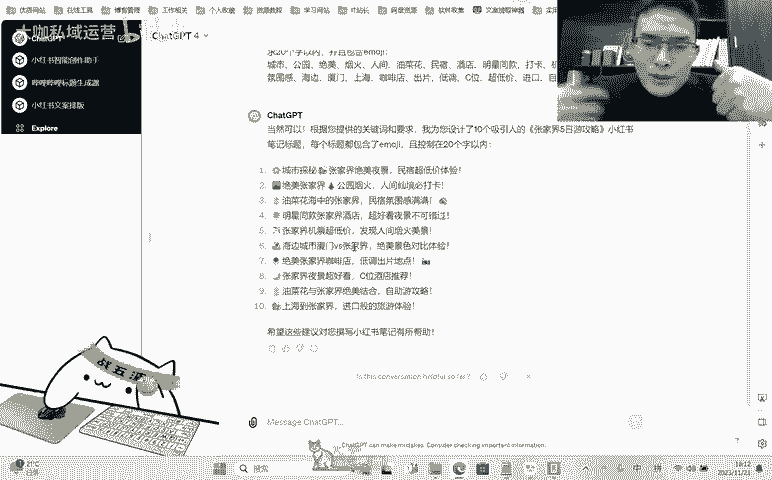 优惠网站 在线工具 博客管理 工作相关 个人收藏 资源教程 学习网站 叶站长 网盘资源 软件收集 文案提取神器
大咖私域运营
ChatGPT
小红书智能创作助手
哔哩哔哩标题生成器
小红书文案排版
Explore
ChatGPT 4
求20个字以内，并且包含emoji:
城市、公园、绝美、烟火、人间、油菜花、民宿、酒店、明星同款、打卡、
氛围感、海边、厦门、上海、咖啡店、出片、低调、C位、超低价、进口、
ChatGPT
当然可以！根据您提供的关键词和要求，我为您设计了10个吸引人的《张家界5日游攻略》小红书
笔记标题，每个标题都包含了emoji，且控制在20个字以内：
1. 城市探秘张家界绝美夜景，民宿超低价体验！
2. 绝美张家界公园烟火，人间仙境必打卡！
3. 油菜花海中的张家界，民宿氛围感满满！
4. 明星同款张家界酒店，超好看夜景不可错过！
5. 张家界机票超低价，发现人间烟火美景！
6. 海边城市厦门vs张家界，绝美景色对比体验！
7. 绝美张家界咖啡店，低调出片地点！
8. 张家界夜景超好看，C位酒店推荐！
9. 油菜花与张家界绝美结合，自助游攻略！
10. 上海到张家界，进口般的旅游体验！
希望这些建议对您撰写小红书笔记有所帮助！
Is this conversation helpful so far?
战五渣
Message ChatGPT...
ChatGPT can make mistakes. Consider checking important information.
21°C
搜索
中
拼
18:12
2023/11/21